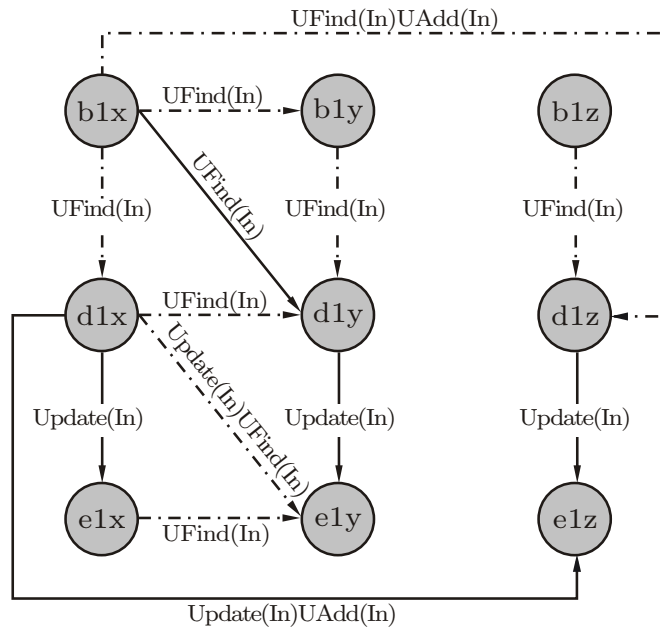 UFind(In)UAdd(In)
b1x
UFind(In)
b1y
b1z
UFind(In)
UFind(In)
UFind(In)
UFind(In)
d1x
UFind(In)
d1y
d1z
Update(In)UFind(In)
Update(In)
Update(In)
Update(In)
e1x
UFind(In)
e1y
e1z
Update(In)UAdd(In)